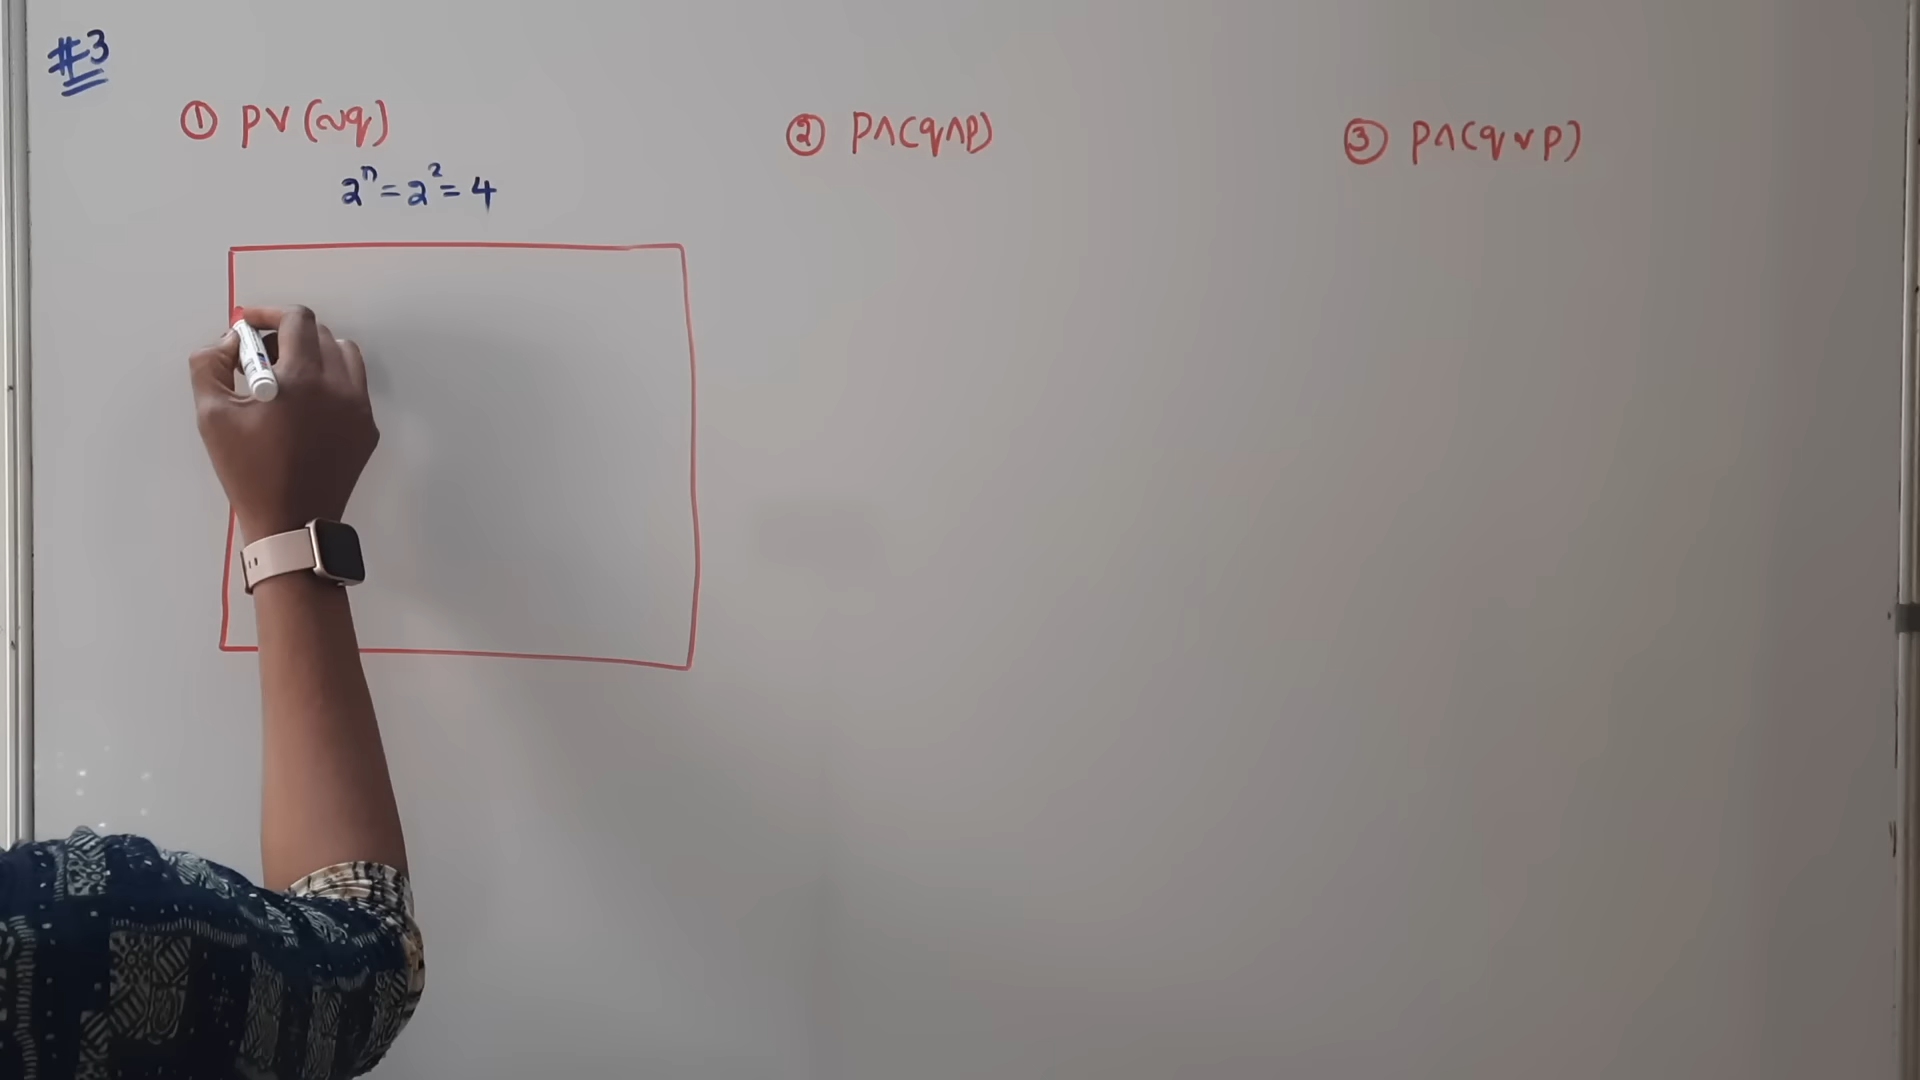 #3
① p∨(~q)
2ⁿ=2²=4
② p∧(q∧p)
③ p∧(q∨p)